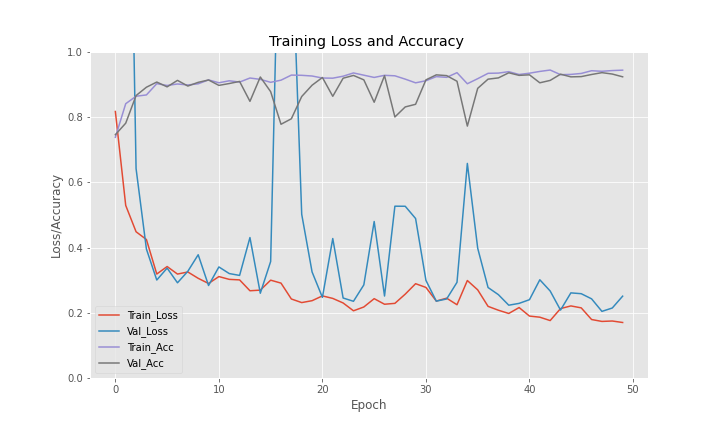 Training Loss and Accuracy
1.0
0.8
0.6
0.4
0.2
0.0
Loss/Accuracy
Train_Loss
Val_Loss
Train_Acc
Val_Acc
0 10 20 30 40 50
Epoch